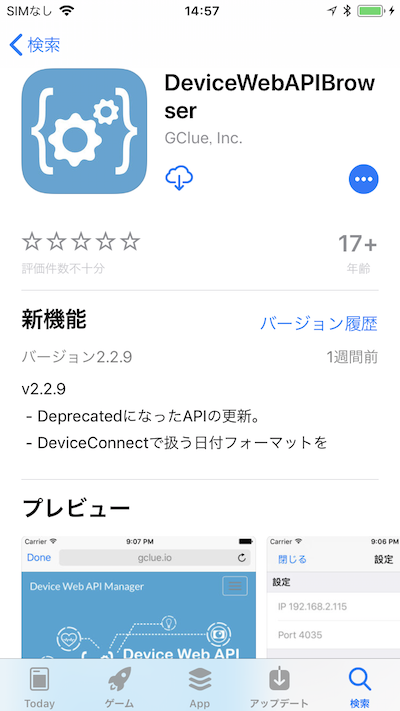 SIMなし 14:57
検索
DeviceWebAPIBrow
ser
GClue, Inc.
17+
評価件数不十分 年齢
新機能 バージョン履歴
バージョン2.2.9 1週間前
v2.2.9
- DeprecatedになったAPIの更新。
- DeviceConnectで扱う日付フォーマットを
プレビュー
Carrier 9:07 PM
Done gclue.io
Device Web API Manager
Device Web API
Carrier 9:06 PM
閉じる 設定
設定
IP 192.168.2.115
Port 4035
Today ゲーム App アップデート 検索